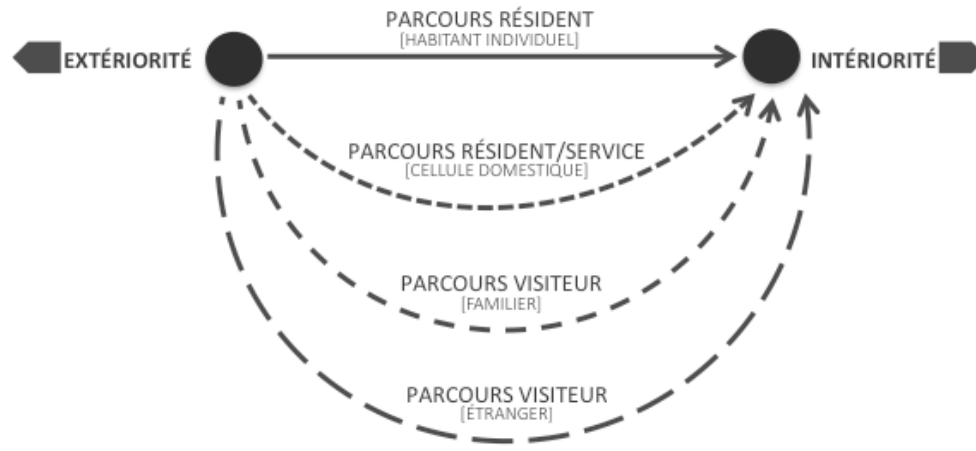 PARCOURS RÉSIDENT
[HABITANT INDIVIDUEL]
EXTÉRIORITÉ
INTÉRIORITÉ
PARCOURS RÉSIDENT/SERVICE
[CELLULE DOMESTIQUE]
PARCOURS VISITEUR
[FAMILIER]
PARCOURS VISITEUR
[ÉTRANGER]